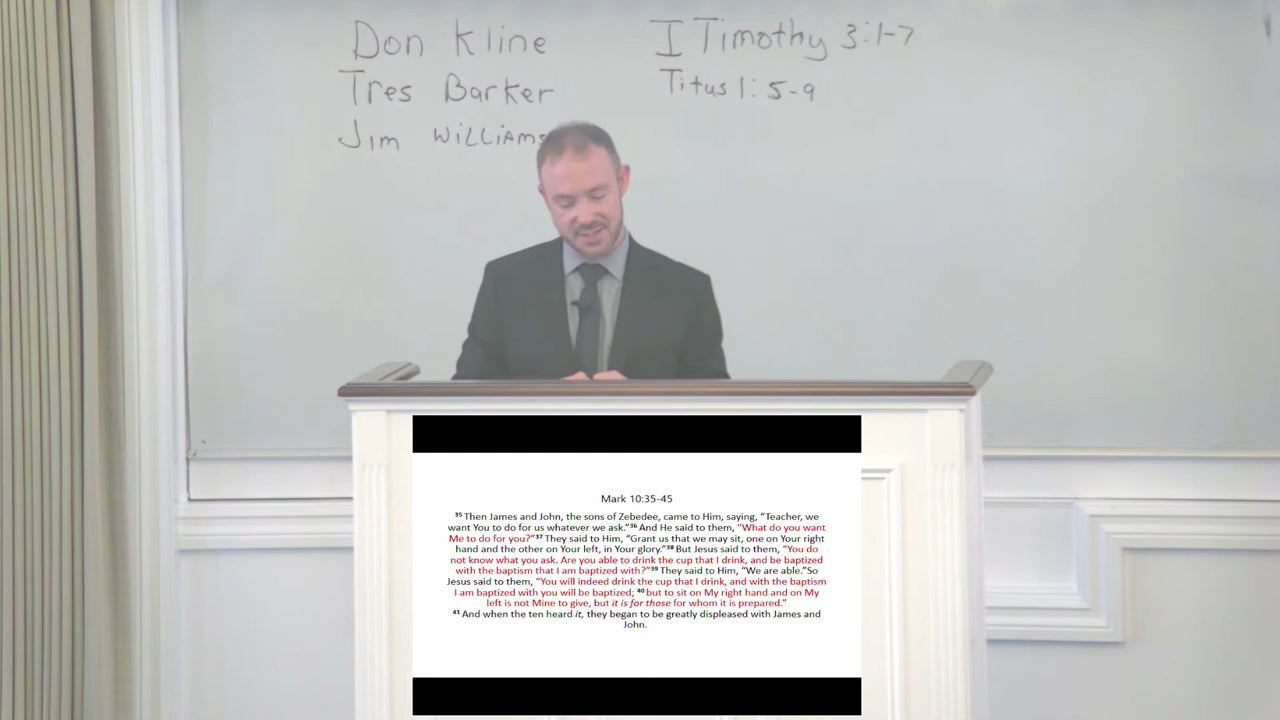 Don Kline
I Timothy 3:1-7
Tres Barker
Titus 1:5-9
Jim Williams
Mark 10:35-45
³⁵ Then James and John, the sons of Zebedee, came to Him, saying, “Teacher, we
want You to do for us whatever we ask.”³⁶ And He said to them, “What do you want
Me to do for you?”³⁷ They said to Him, “Grant us that we may sit, one on Your right
hand and the other on Your left, in Your glory.”³⁸ But Jesus said to them, “You do
not know what you ask. Are you able to drink the cup that I drink, and be baptized
with the baptism that I am baptized with?”³⁹ They said to Him, “We are able.”So
Jesus said to them, “You will indeed drink the cup that I drink, and with the baptism
I am baptized with you will be baptized; ⁴⁰ but to sit on My right hand and on My
left is not Mine to give, but it is for those for whom it is prepared.”
⁴¹ And when the ten heard it, they began to be greatly displeased with James and
John.